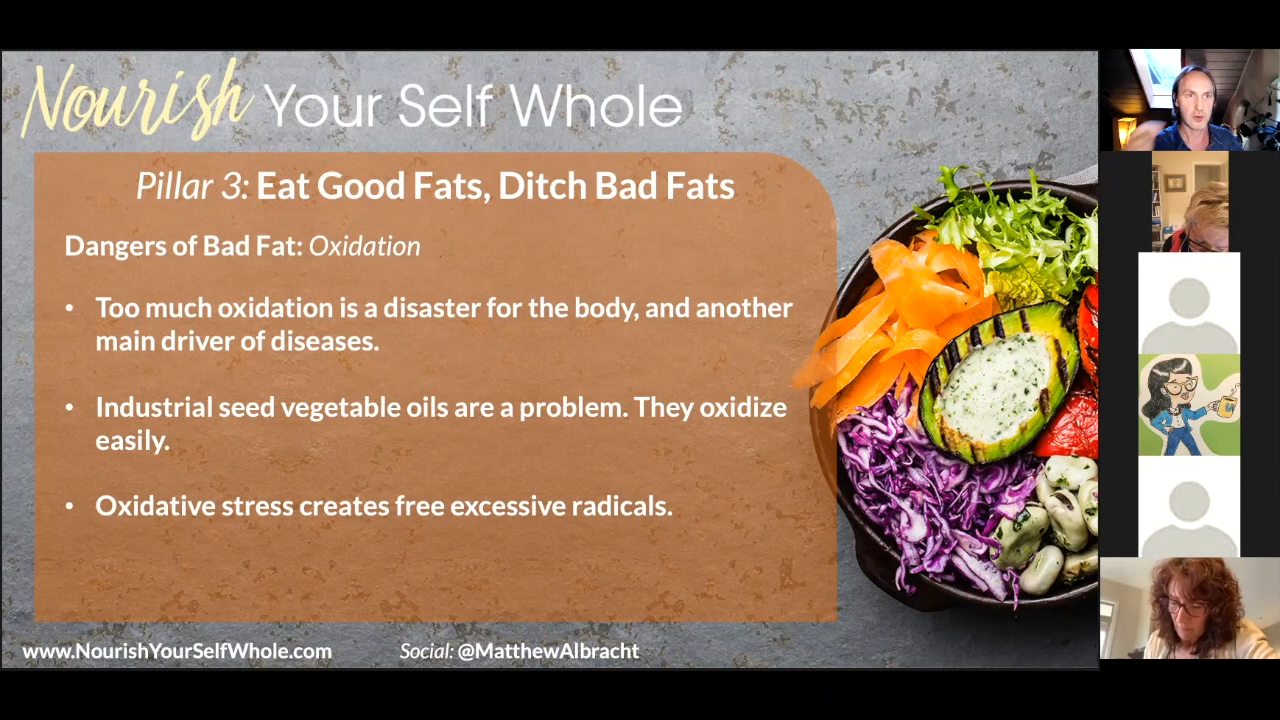 Nourish Your Self Whole
Pillar 3: Eat Good Fats, Ditch Bad Fats
Dangers of Bad Fat: Oxidation
• Too much oxidation is a disaster for the body, and another
main driver of diseases.
• Industrial seed vegetable oils are a problem. They oxidize
easily.
• Oxidative stress creates free excessive radicals.
www.NourishYourSelfWhole.com Social: @MatthewAlbracht